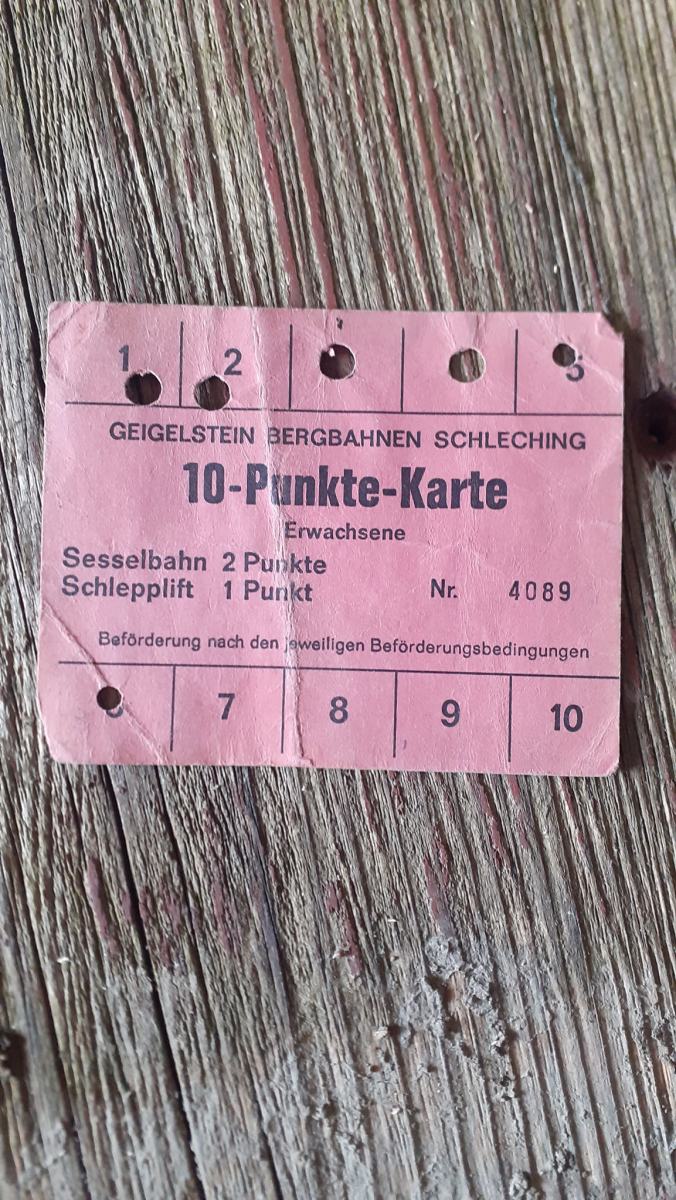 1 2 5
GEIGELSTEIN BERGBAHNEN SCHLECHING
10-Punkte-Karte
Erwachsene
Sesselbahn 2 Punkte
Schlepplift 1 Punkt Nr. 4089
Beförderung nach den jeweiligen Beförderungsbedingungen
7 8 9 10